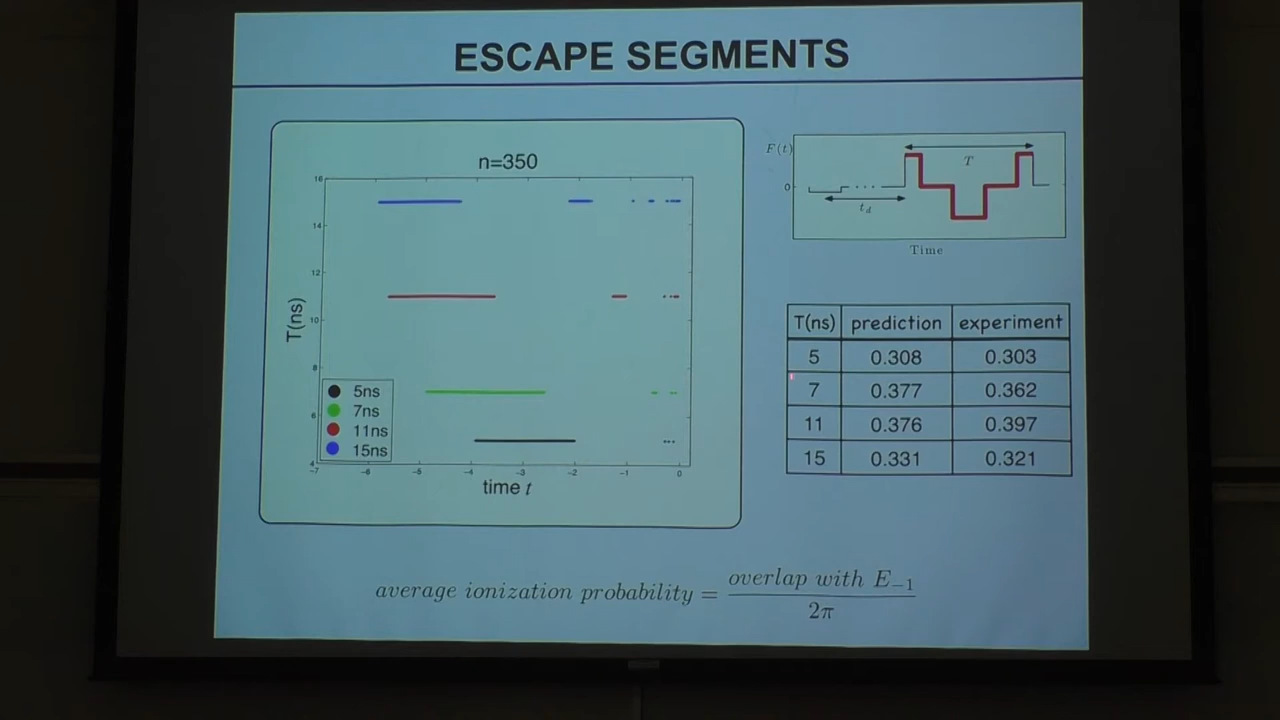 ESCAPE SEGMENTS
n=350
16
14
12
10
8
6
4
T(ns)
5ns
7ns
11ns
15ns
-7 -6 -5 -4 -3 -2 -1 0
time t
F(t)
0
T
t_d
Time
T(ns) prediction experiment
5 0.308 0.303
7 0.377 0.362
11 0.376 0.397
15 0.331 0.321
average ionization probability = overlap with E₋₁ / 2π